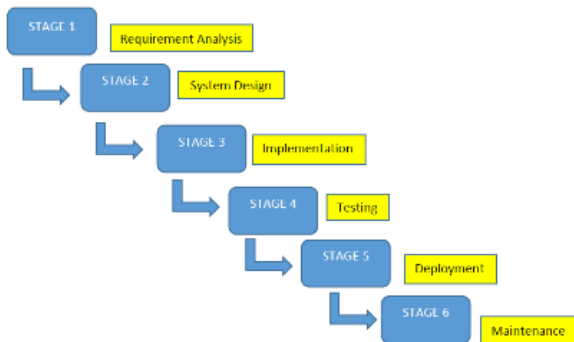 STAGE 1
Requirement Analysis
STAGE 2
System Design
STAGE 3
Implementation
STAGE 4
Testing
STAGE 5
Deployment
STAGE 6
Maintenance